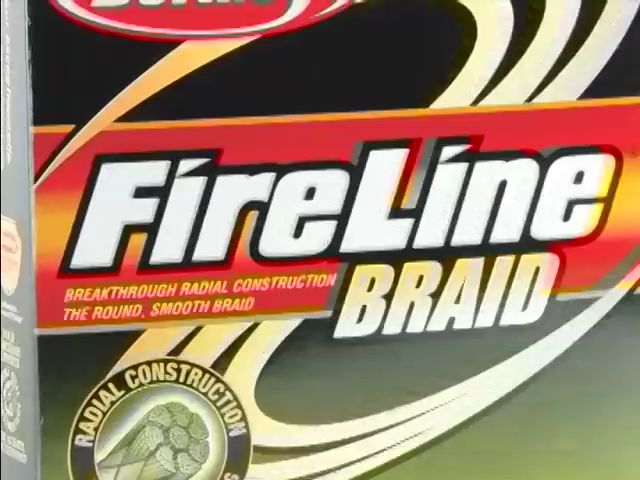 FireLine
BRAID
BREAKTHROUGH RADIAL CONSTRUCTION
THE ROUND, SMOOTH BRAID
RADIAL CONSTRUCTION